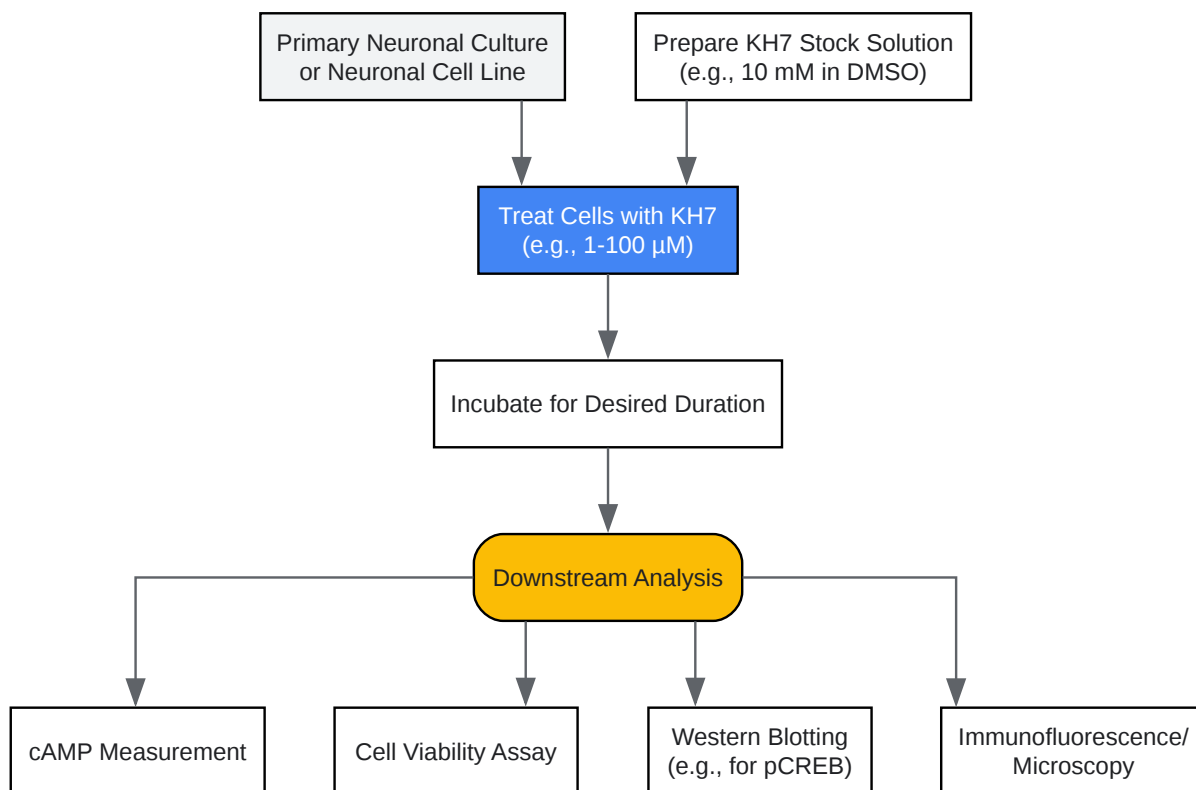 Primary Neuronal Culture
or Neuronal Cell Line
Prepare KH7 Stock Solution
(e.g., 10 mM in DMSO)
Treat Cells with KH7
(e.g., 1-100 µM)
Incubate for Desired Duration
Downstream Analysis
cAMP Measurement
Cell Viability Assay
Western Blotting
(e.g., for pCREB)
Immunofluorescence/
Microscopy